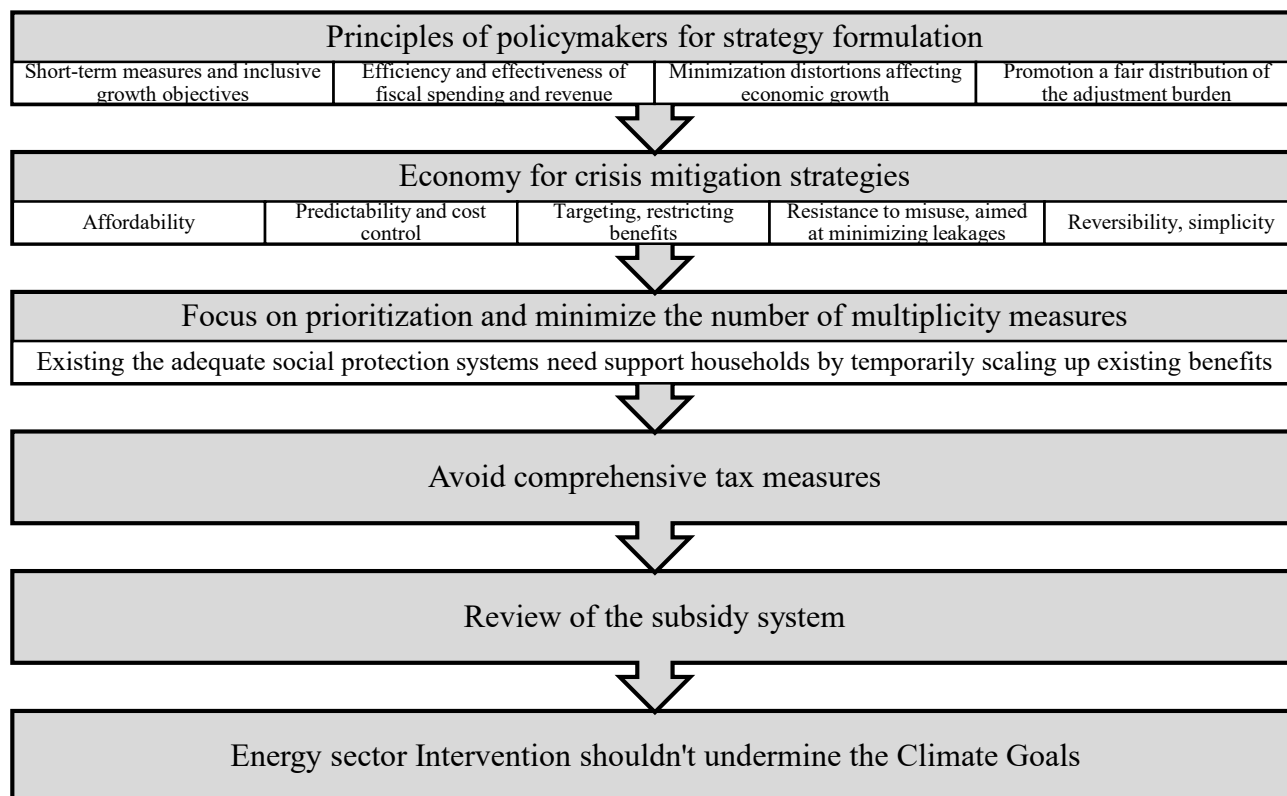 Principles of policymakers for strategy formulation
Short-term measures and inclusive
growth objectives
Efficiency and effectiveness of
fiscal spending and revenue
Minimization distortions affecting
economic growth
Promotion a fair distribution of
the adjustment burden
Economy for crisis mitigation strategies
Affordability
Predictability and cost
control
Targeting, restricting
benefits
Resistance to misuse, aimed
at minimizing leakages
Reversibility, simplicity
Focus on prioritization and minimize the number of multiplicity measures
Existing the adequate social protection systems need support households by temporarily scaling up existing benefits
Avoid comprehensive tax measures
Review of the subsidy system
Energy sector Intervention shouldn't undermine the Climate Goals